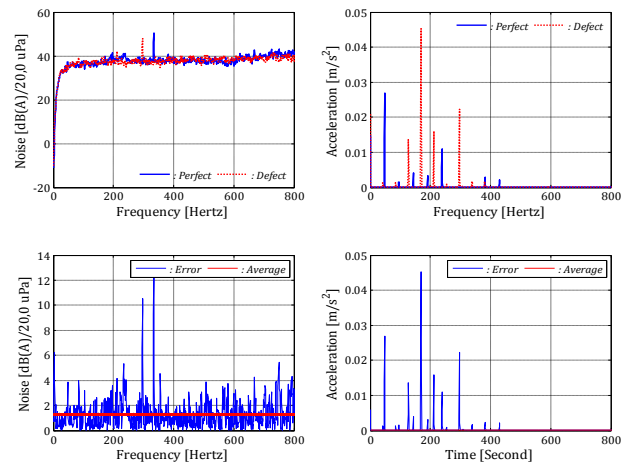 60
40
20
0
-20
0
200
400
600
800
Noise [dB(A)/20,0 uPa]
Frequency [Hertz]
: Perfect
: Defect
0.05
0.04
0.03
0.02
0.01
0
0
200
400
600
800
Acceleration [m/s²]
Frequency [Hertz]
: Perfect
: Defect
14
12
10
8
6
4
2
0
0
200
400
600
800
Noise [dB(A)/20,0 uPa]
Frequency [Hertz]
: Error
: Average
0.05
0.04
0.03
0.02
0.01
0
0
200
400
600
800
Acceleration [m/s²]
Time [Second]
: Error
: Average